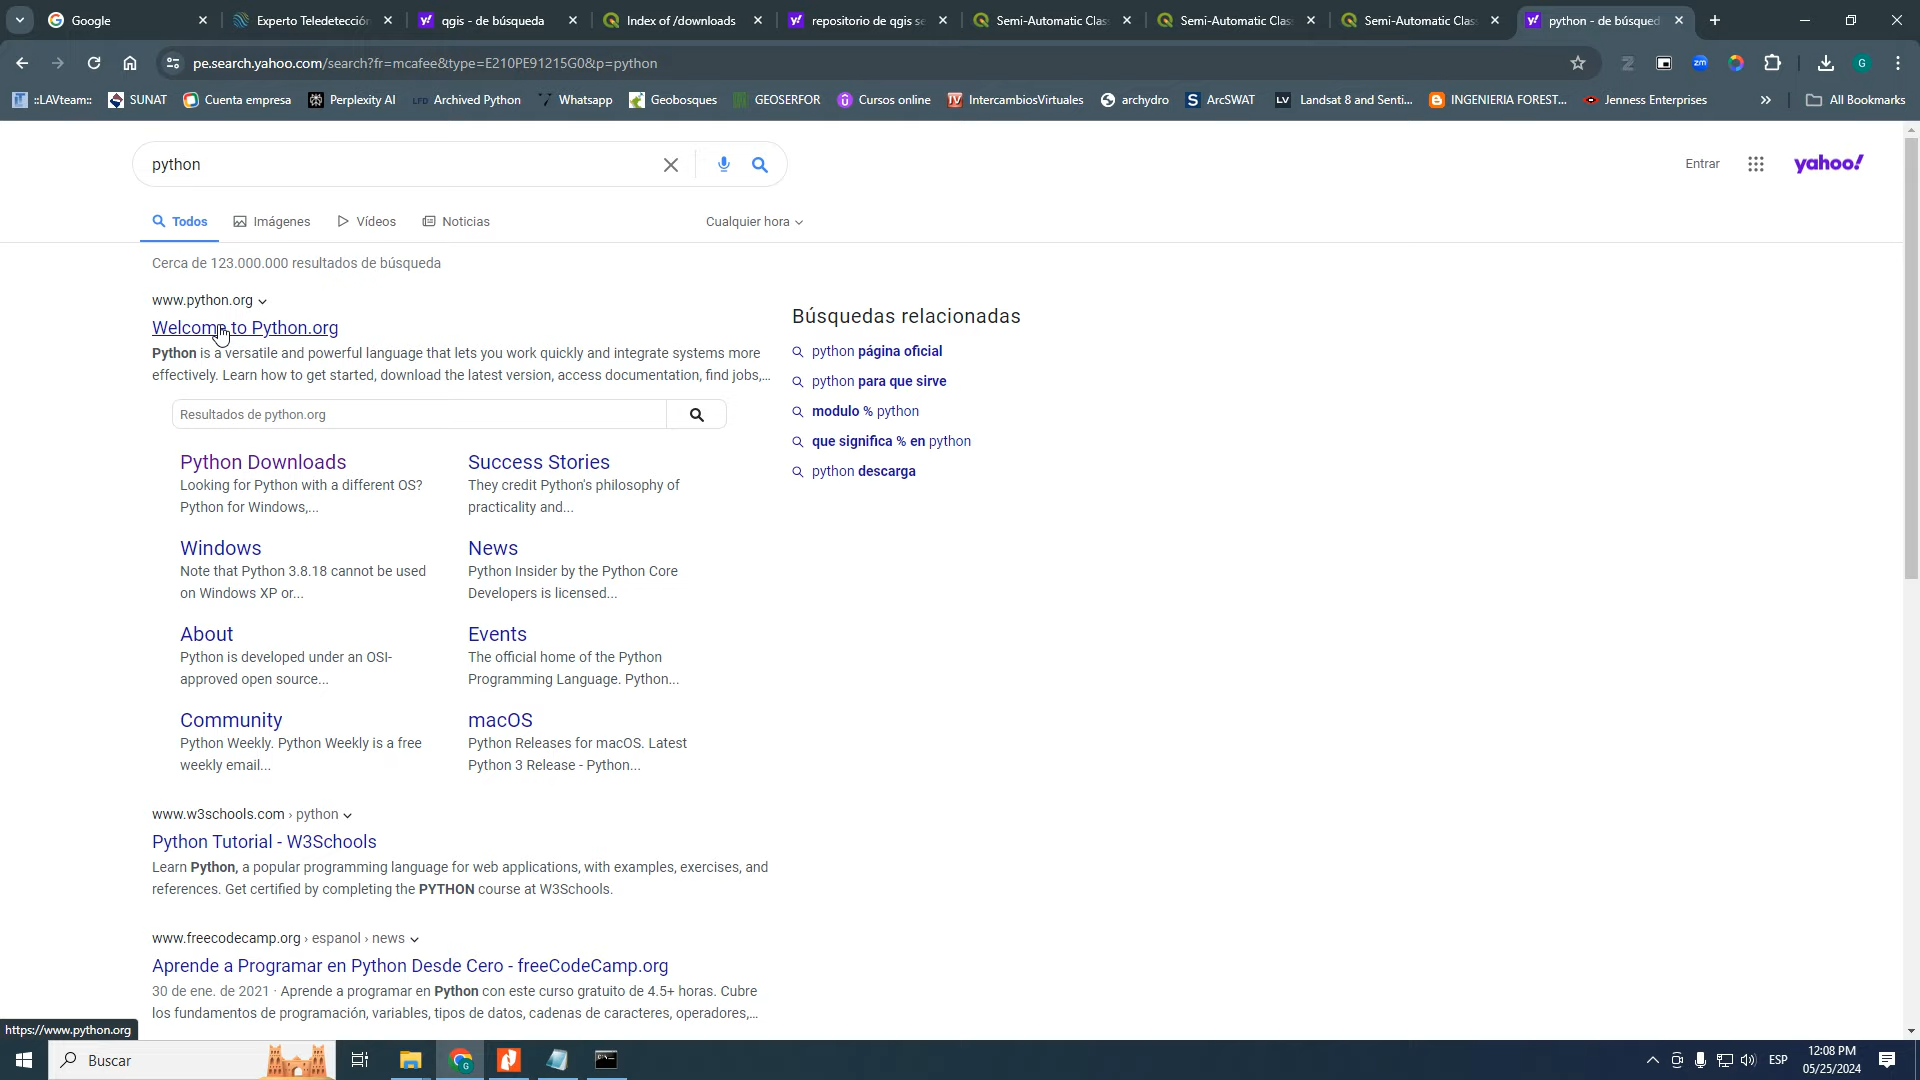 Google
Experto Teledetecció
qgis - de búsqueda
Index of /downloads
repositorio de qgis se
Semi-Automatic Clas
Semi-Automatic Clas
Semi-Automatic Clas
python - de búsqued
pe.search.yahoo.com/search?fr=mcafee&type=E210PE91215G0&p=python
::LAVteam::
SUNAT
Cuenta empresa
Perplexity AI
LFD Archived Python
Whatsapp
Geobosques
GEOSERFOR
Cursos online
IntercambiosVirtuales
archydro
ArcSWAT
Landsat 8 and Senti...
INGENIERIA FOREST...
Jenness Enterprises
»
All Bookmarks
python
Entrar
yahoo!
Todos
Imágenes
Vídeos
Noticias
Cualquier hora
Cerca de 123.000.000 resultados de búsqueda
www.python.org
Welcome to Python.org
Python is a versatile and powerful language that lets you work quickly and integrate systems more
effectively. Learn how to get started, download the latest version, access documentation, find jobs,...
Resultados de python.org
Python Downloads
Looking for Python with a different OS?
Python for Windows,...
Success Stories
They credit Python's philosophy of
practicality and...
Windows
Note that Python 3.8.18 cannot be used
on Windows XP or...
News
Python Insider by the Python Core
Developers is licensed...
About
Python is developed under an OSI-
approved open source...
Events
The official home of the Python
Programming Language. Python...
Community
Python Weekly. Python Weekly is a free
weekly email...
macOS
Python Releases for macOS. Latest
Python 3 Release - Python...
Búsquedas relacionadas
python página oficial
python para que sirve
modulo % python
que significa % en python
python descarga
www.w3schools.com › python
Python Tutorial - W3Schools
Learn Python, a popular programming language for web applications, with examples, exercises, and
references. Get certified by completing the PYTHON course at W3Schools.
www.freecodecamp.org › espanol › news
Aprende a Programar en Python Desde Cero - freeCodeCamp.org
30 de ene. de 2021 · Aprende a programar en Python con este curso gratuito de 4.5+ horas. Cubre
los fundamentos de programación, variables, tipos de datos, cadenas de caracteres, operadores,...
https://www.python.org
Buscar
ESP
12:08 PM
05/25/2024